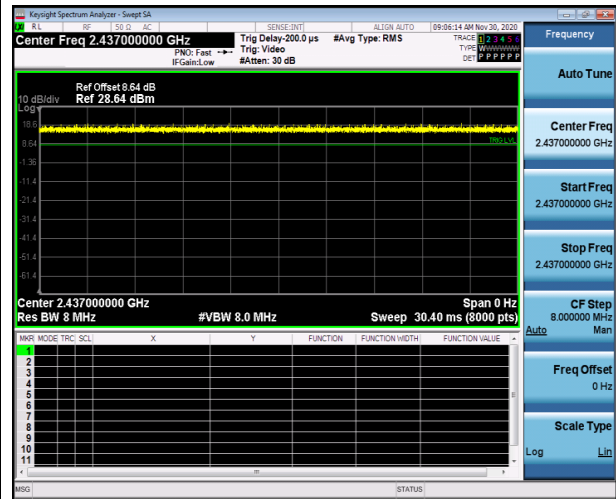 Keysight Spectrum Analyzer - Swept SA
RL RF 50 Ω AC SENSE:INT ALIGN AUTO 09:06:14 AM Nov 30, 2020
Center Freq 2.437000000 GHz
PNO: Fast
IFGain:Low
Trig Delay-200.0 µs
Trig: Video
#Atten: 30 dB
#Avg Type: RMS
TRACE 1 2 3 4 5 6
TYPE W
DET P P P P P P
Frequency
Auto Tune
Center Freq
2.437000000 GHz
Start Freq
2.437000000 GHz
Stop Freq
2.437000000 GHz
CF Step
8.000000 MHz
Auto Man
Freq Offset
0 Hz
Scale Type
Log Lin
Ref Offset 8.64 dB
10 dB/div Ref 28.64 dBm
Log
18.6
8.64
TRIG LVL
-1.36
-11.4
-21.4
-31.4
-41.4
-51.4
-61.4
Center 2.437000000 GHz Span 0 Hz
Res BW 8 MHz #VBW 8.0 MHz Sweep 30.40 ms (8000 pts)
MKR MODE TRC SCL X Y FUNCTION FUNCTION WIDTH FUNCTION VALUE
1
2
3
4
5
6
7
8
9
10
11
MSG STATUS